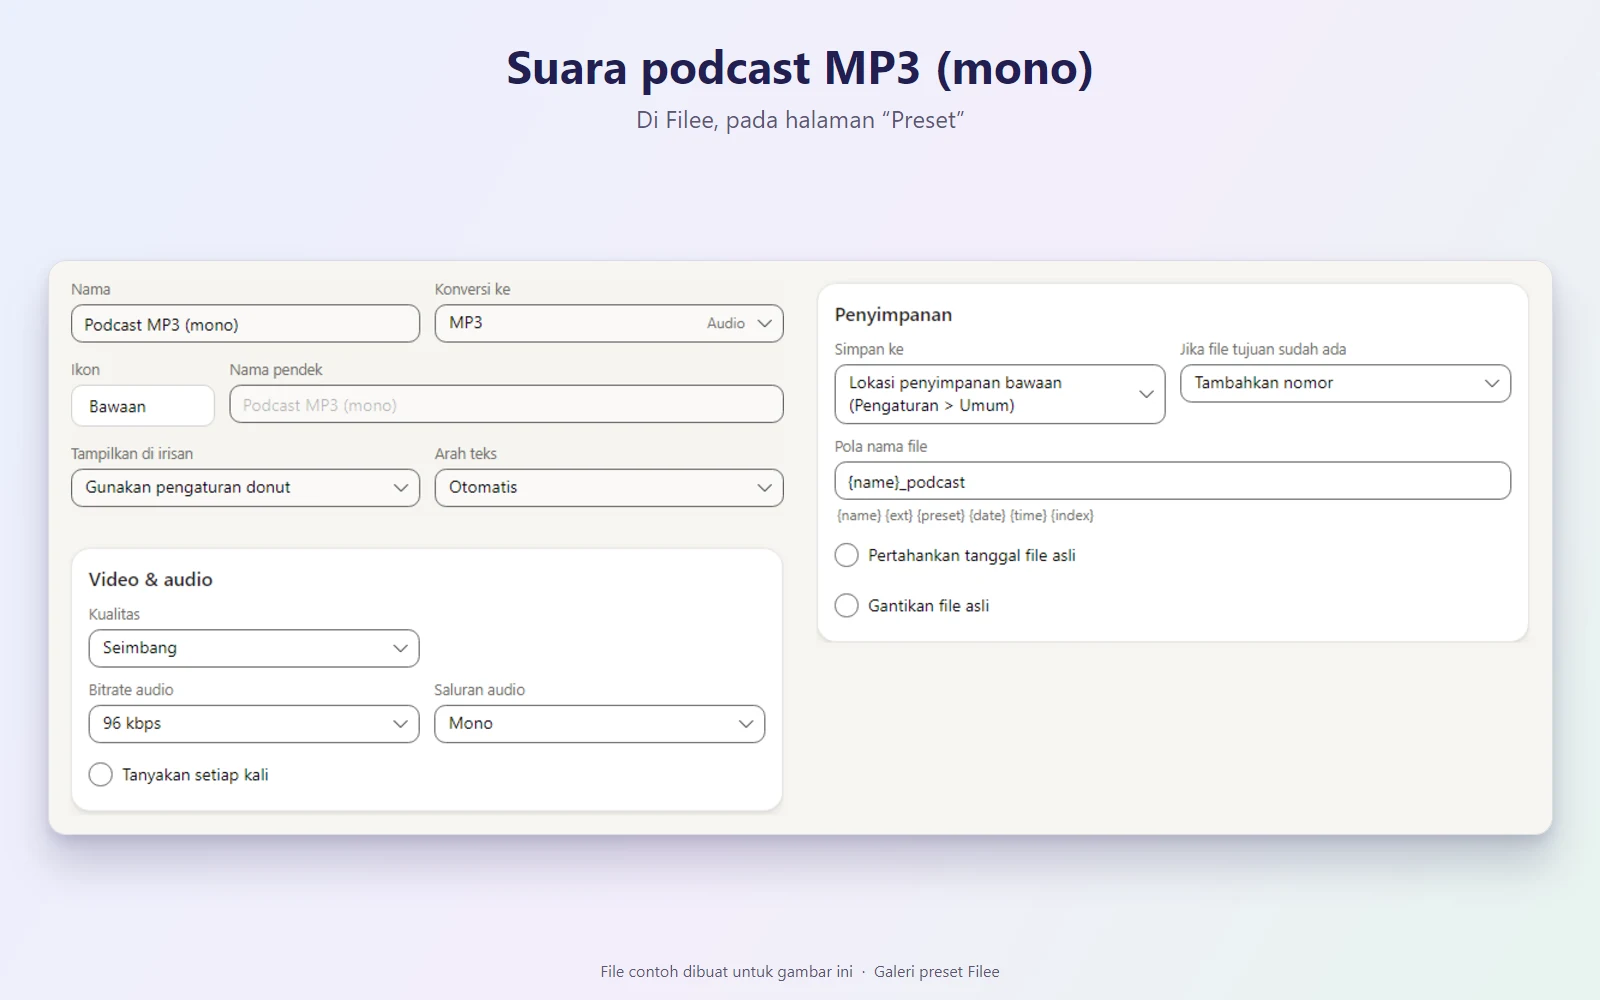 Suara podcast MP3 (mono)
Di Filee, pada halaman “Preset”
Nama
Podcast MP3 (mono)
Konversi ke
MP3 Audio
Ikon
Bawaan
Nama pendek
Podcast MP3 (mono)
Tampilkan di irisan
Gunakan pengaturan donut
Arah teks
Otomatis
Video & audio
Kualitas
Seimbang
Bitrate audio
96 kbps
Saluran audio
Mono
Tanyakan setiap kali
Penyimpanan
Simpan ke
Lokasi penyimpanan bawaan
(Pengaturan > Umum)
Jika file tujuan sudah ada
Tambahkan nomor
Pola nama file
{name}_podcast
{name} {ext} {preset} {date} {time} {index}
Pertahankan tanggal file asli
Gantikan file asli
File contoh dibuat untuk gambar ini · Galeri preset Filee